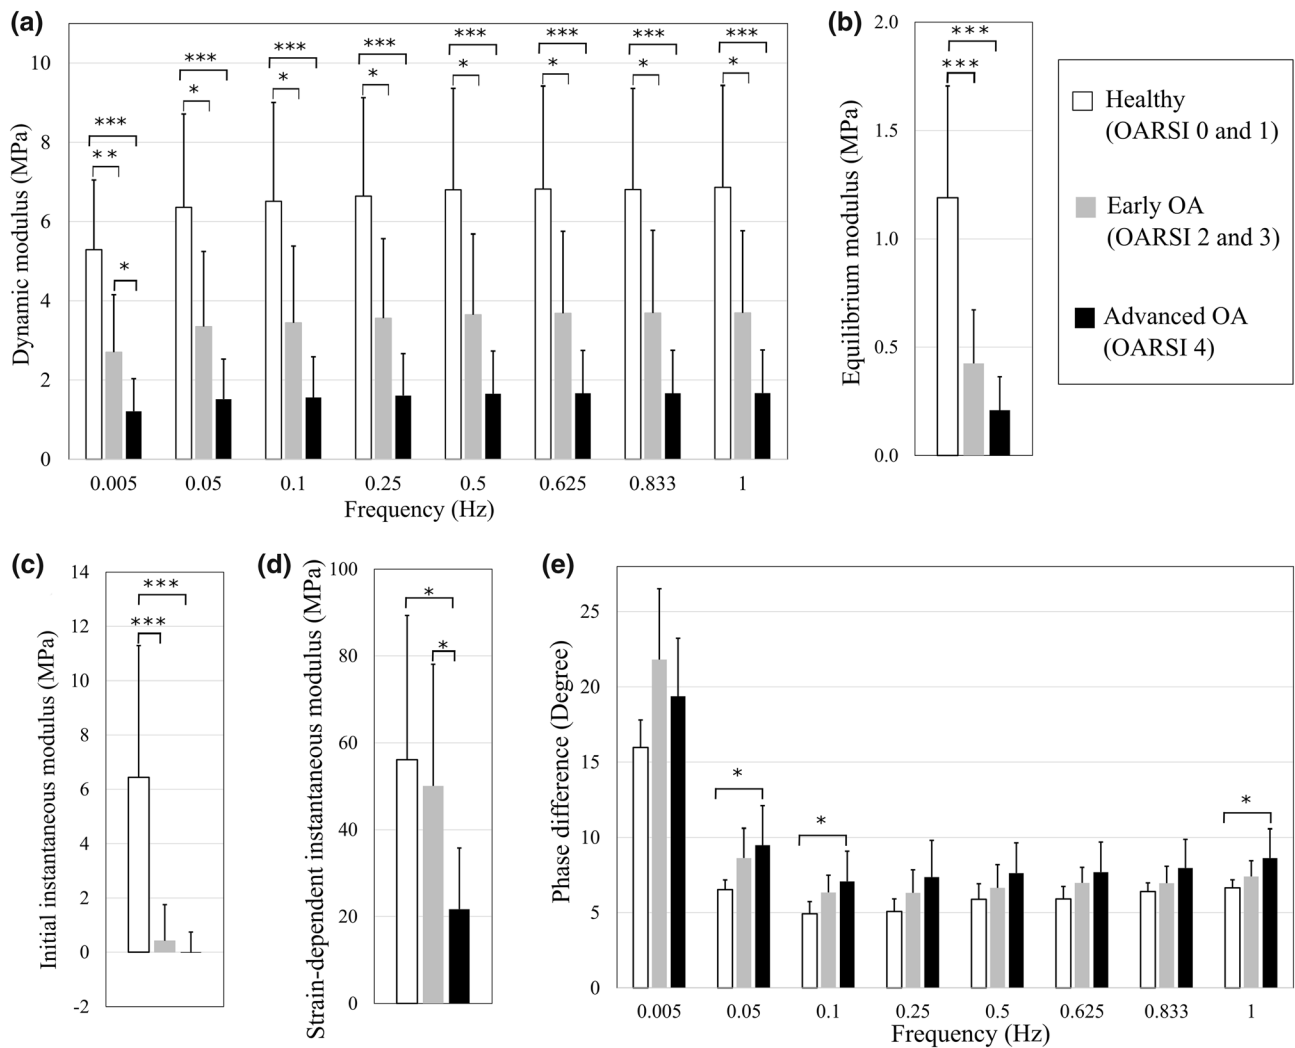 (a)
Dynamic modulus (MPa)
10
8
6
4
2
0
*** ** *
*** *
*** *
*** *
*** *
*** *
*** *
*** *
0.005 0.05 0.1 0.25 0.5 0.625 0.833 1
Frequency (Hz)
(b)
Equilibrium modulus (MPa)
2.0
1.5
1.0
0.5
0.0
***
***
Healthy
(OARSI 0 and 1)
Early OA
(OARSI 2 and 3)
Advanced OA
(OARSI 4)
(c)
Initial instantaneous modulus (MPa)
14
12
10
8
6
4
2
0
-2
***
***
(d)
Strain-dependent instantaneous modulus (MPa)
100
80
60
40
20
0
*
*
(e)
Phase difference (Degree)
25
20
15
10
5
0
*
*
*
0.005 0.05 0.1 0.25 0.5 0.625 0.833 1
Frequency (Hz)